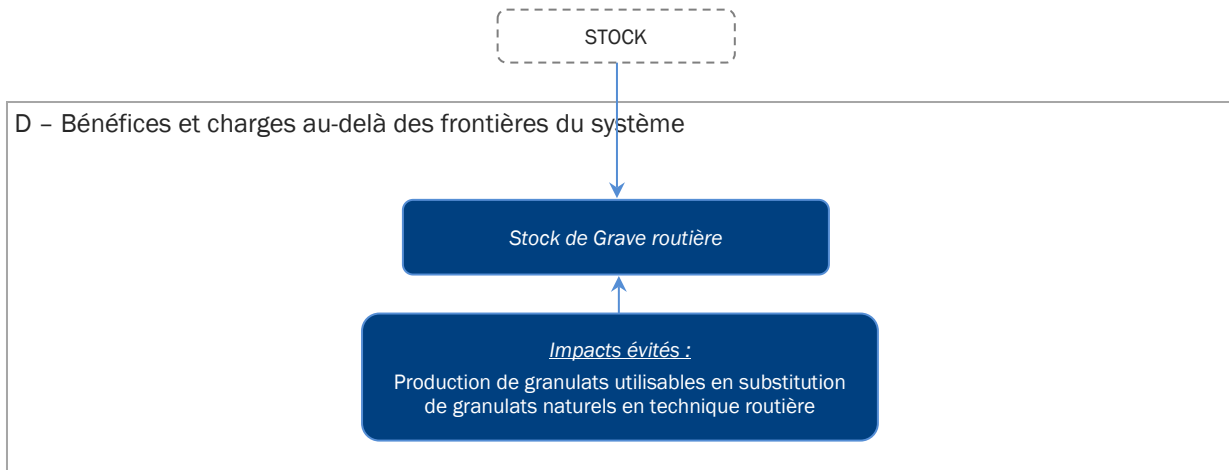 STOCK
D – Bénéfices et charges au-delà des frontières du système
Stock de Grave routière
Impacts évités :
Production de granulats utilisables en substitution
de granulats naturels en technique routière